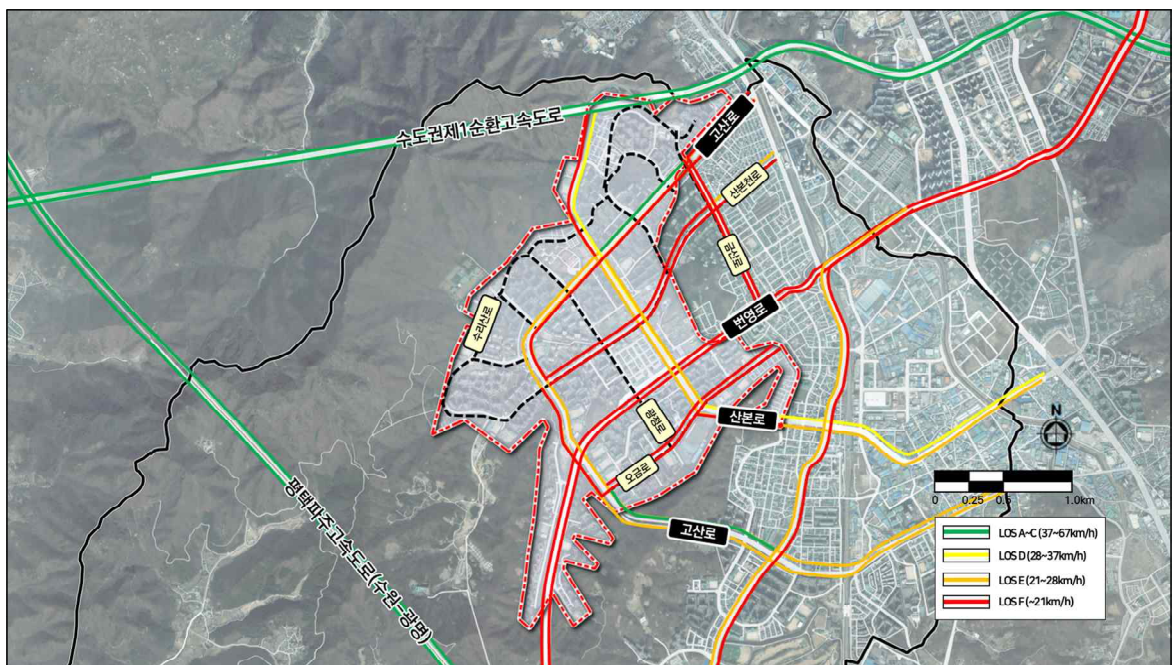 수도권제1순환고속도로
고산로
산본천로
금산로
수리산로
번영로
산본로
광정로
오금로
고산로
평택파주고속도로(수원-광명)
N
0 0.25 0.5 1.0km
LOS A~C (37~67km/h)
LOS D (28~37km/h)
LOS E (21~28km/h)
LOS F (~21km/h)